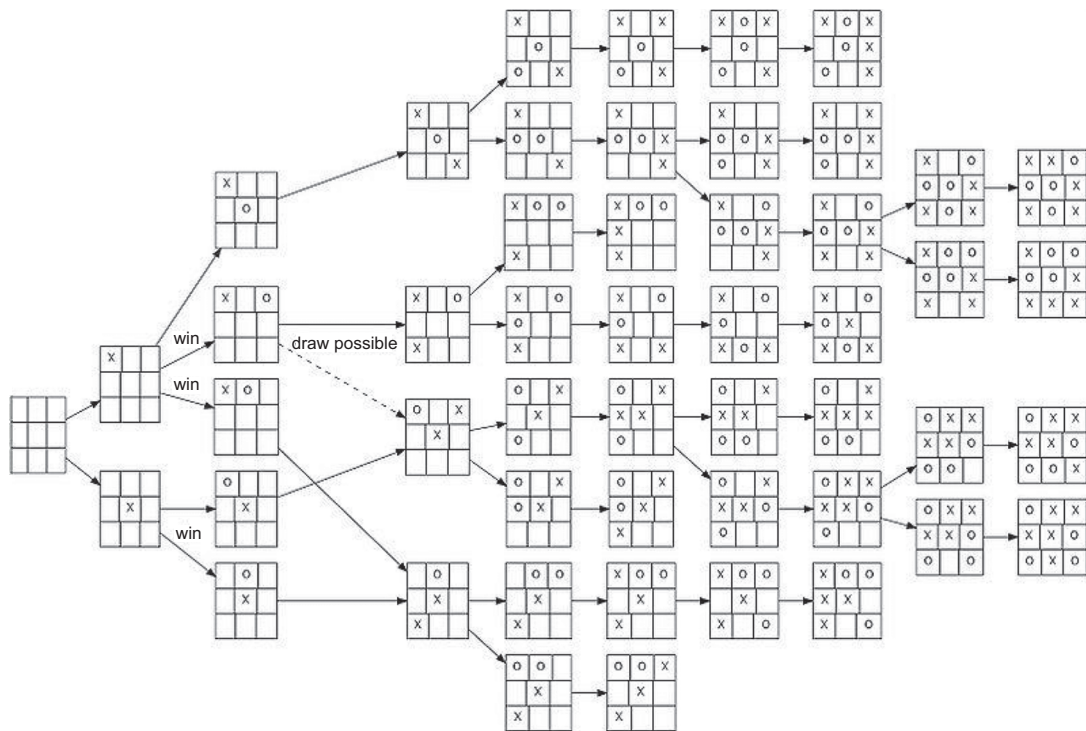 X X X X O X X O X
O O O O X
O X O X O X O X
X X X X O X O
O O O O O X O O X O O X
X X X O X O X
X O X X O
X
O O X O O X
X O O X O O X O X O
O
X O X X O X
X O O X O O X
X O O X O O
X X X X X
O O X O O X
X O X O X O X O X O X O
X X X X X
O O O O X
win
draw possible
X X X X O X X O X
X
win
X O O X O X O X O X X
O X X X X X X X X X
O X X O X X
X O O O O O O
X X O X X O
O O O O X
O O X O X O X O X X
X X O X O X X X O X X O
O X X O X X
win
X O O
X X O X X O
O O O X O
O O O O X O O X O O X O O
X X X X X X X
X X X X O X O
O O O O X
X X
X X